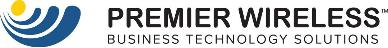 PREMIER WIRELESS™
BUSINESS TECHNOLOGY SOLUTIONS